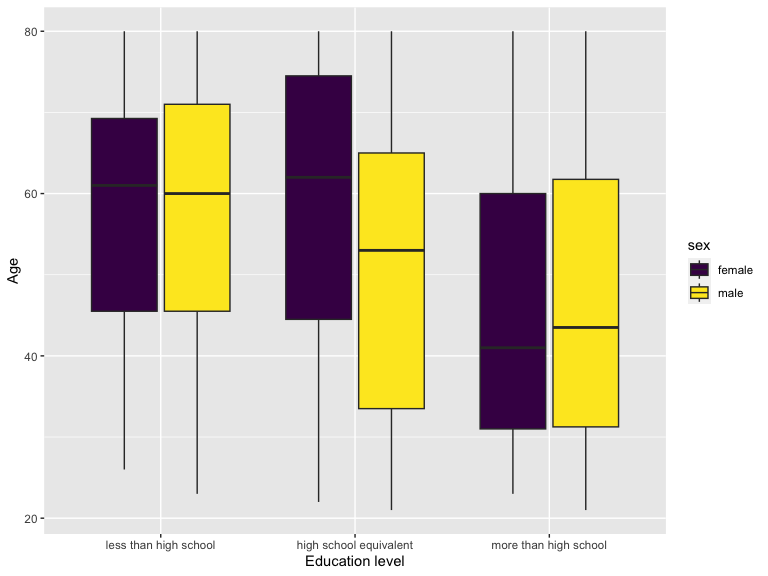 80
60
40
20
Age
less than high school
high school equivalent
more than high school
Education level
sex
female
male